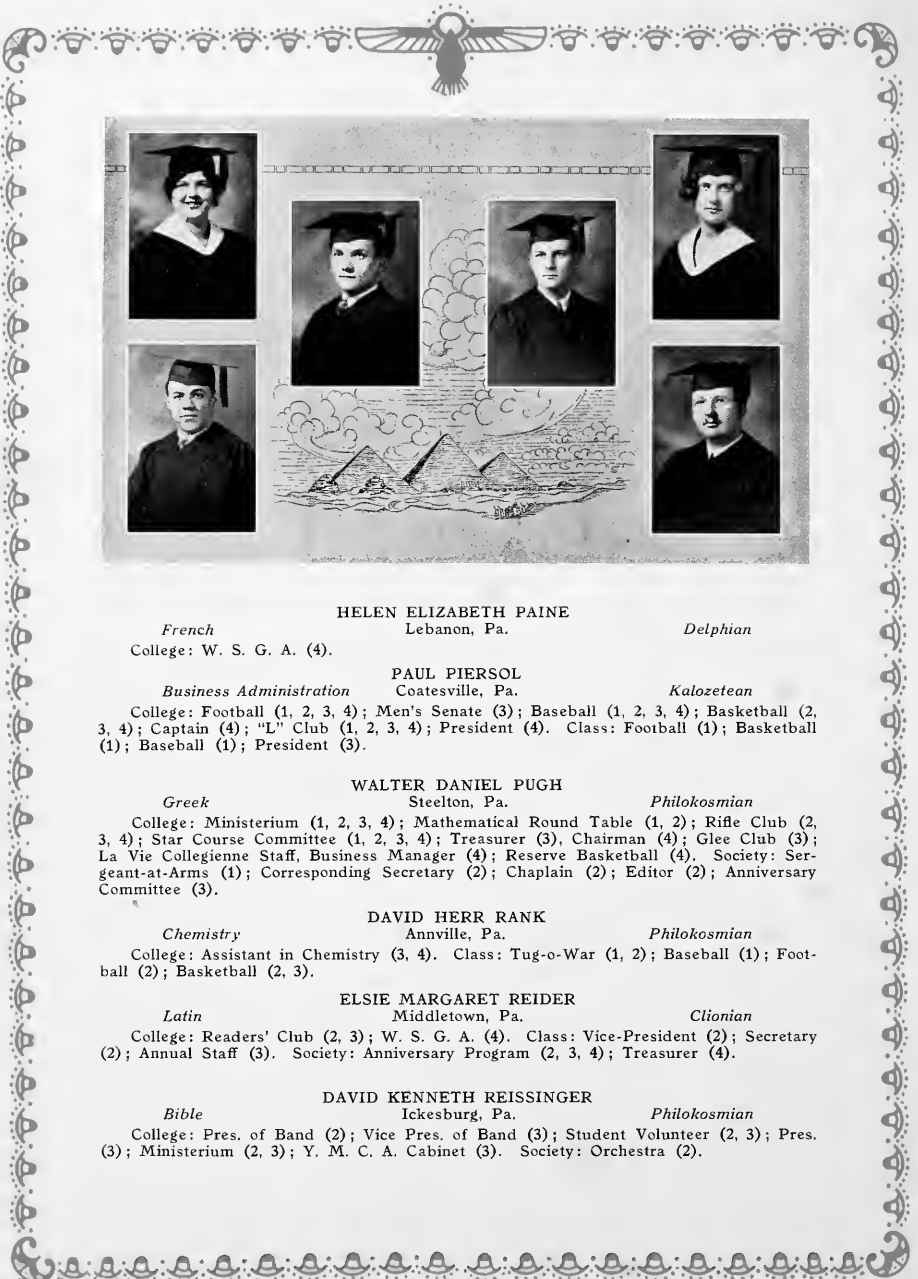 HELEN ELIZABETH PAINE
French Lebanon, Pa. Delphian
College: W. S. G. A. (4).
PAUL PIERSOL
Business Administration Coatesville, Pa. Kalozetean
College: Football (1, 2, 3, 4); Men's Senate (3); Baseball (1, 2, 3, 4); Basketball (2,
3, 4); Captain (4); "L" Club (1, 2, 3, 4); President (4). Class: Football (1); Basketball
(1); Baseball (1); President (3).
WALTER DANIEL PUGH
Greek Steelton, Pa. Philokosmian
College: Ministerium (1, 2, 3, 4); Mathematical Round Table (1, 2); Rifle Club (2,
3, 4); Star Course Committee (1, 2, 3, 4); Treasurer (3), Chairman (4); Glee Club (3);
La Vie Collegienne Staff, Business Manager (4); Reserve Basketball (4). Society: Ser-
geant-at-Arms (1); Corresponding Secretary (2); Chaplain (2); Editor (2); Anniversary
Committee (3).
DAVID HERR RANK
Chemistry Annville, Pa. Philokosmian
College: Assistant in Chemistry (3, 4). Class: Tug-o-War (1, 2); Baseball (1); Foot-
ball (2); Basketball (2, 3).
ELSIE MARGARET REIDER
Latin Middletown, Pa. Clionian
College: Readers' Club (2, 3); W. S. G. A. (4). Class: Vice-President (2); Secretary
(2); Annual Staff (3). Society: Anniversary Program (2, 3, 4); Treasurer (4).
DAVID KENNETH REISSINGER
Bible Ickesburg, Pa. Philokosmian
College: Pres. of Band (2); Vice Pres. of Band (3); Student Volunteer (2, 3); Pres.
(3); Ministerium (2, 3); Y. M. C. A. Cabinet (3). Society: Orchestra (2).